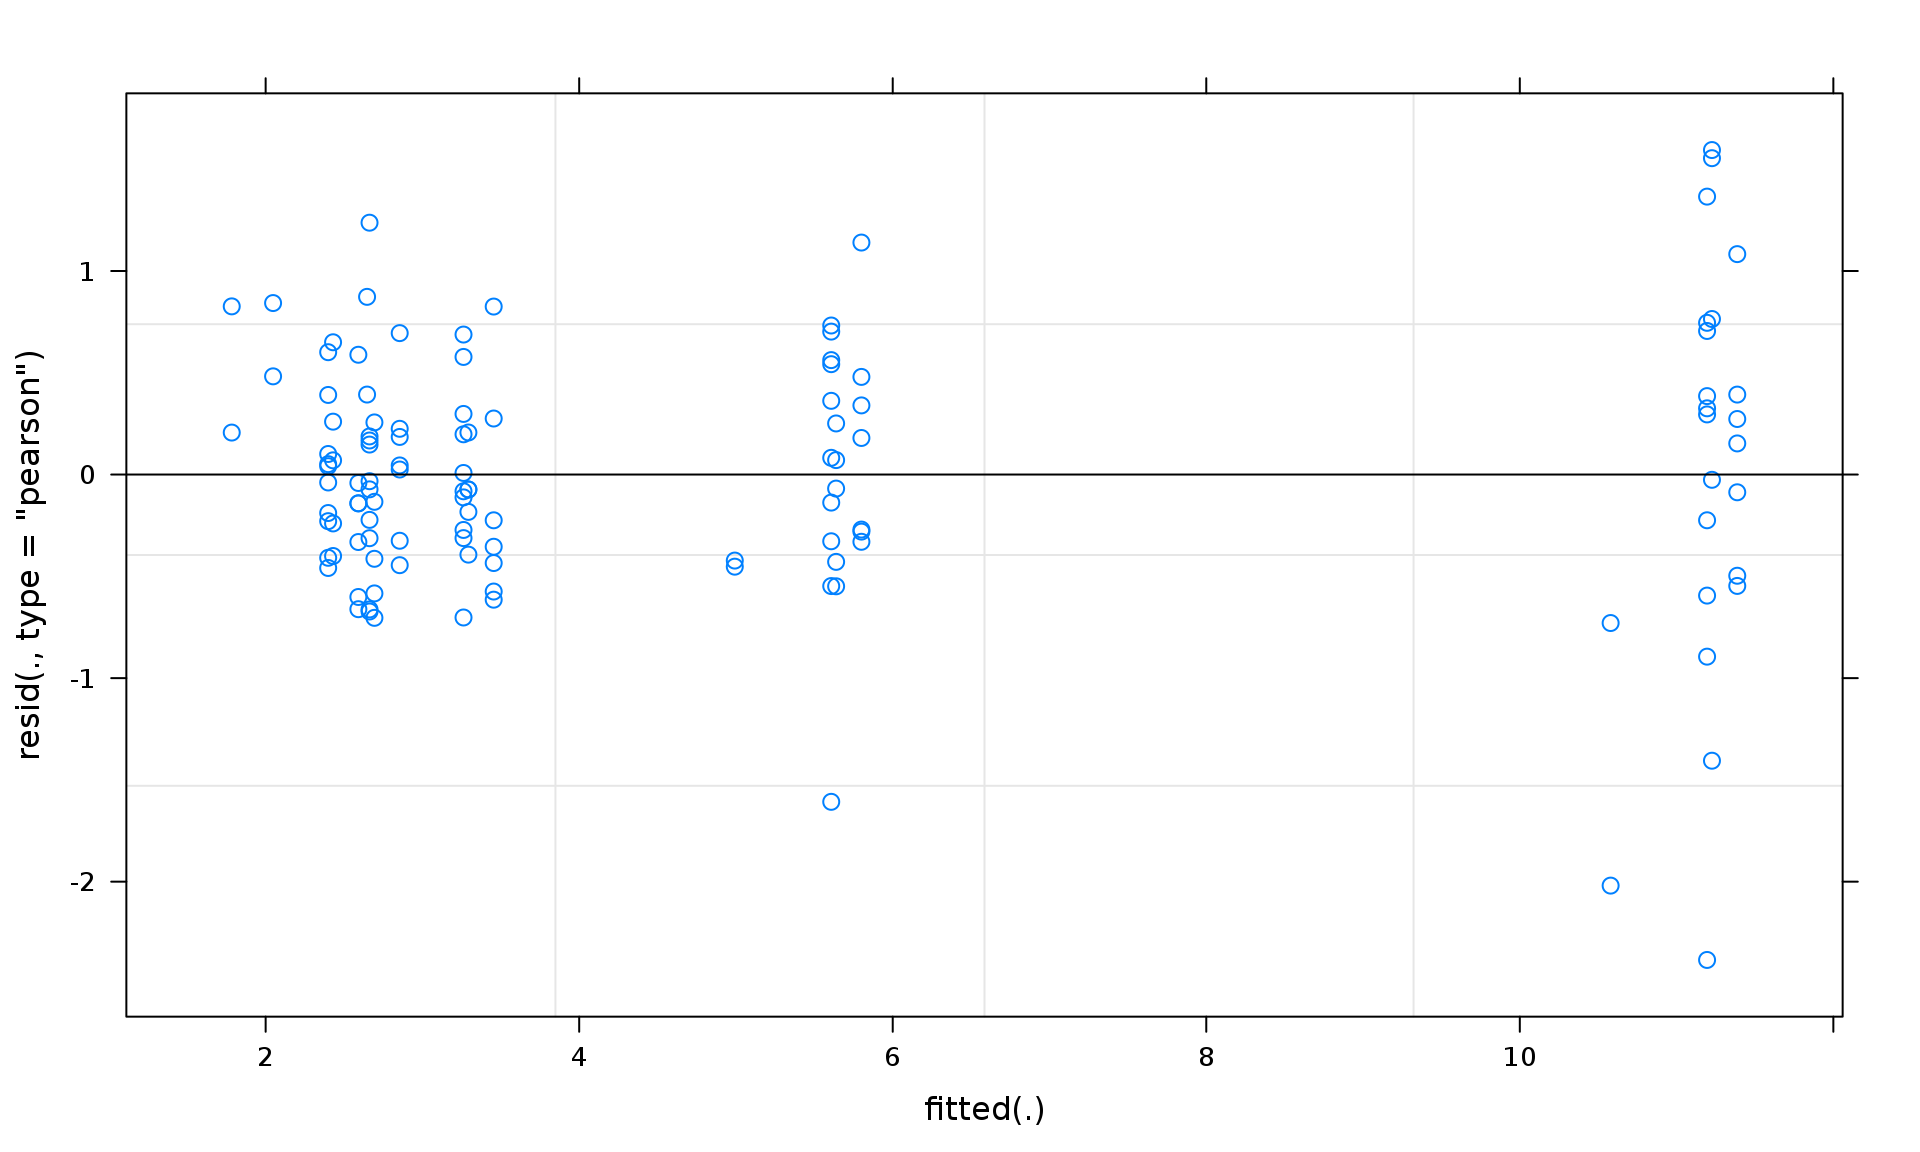 resid(., type = "pearson")
1
0
-1
-2
2 4 6 8 10
fitted(.)